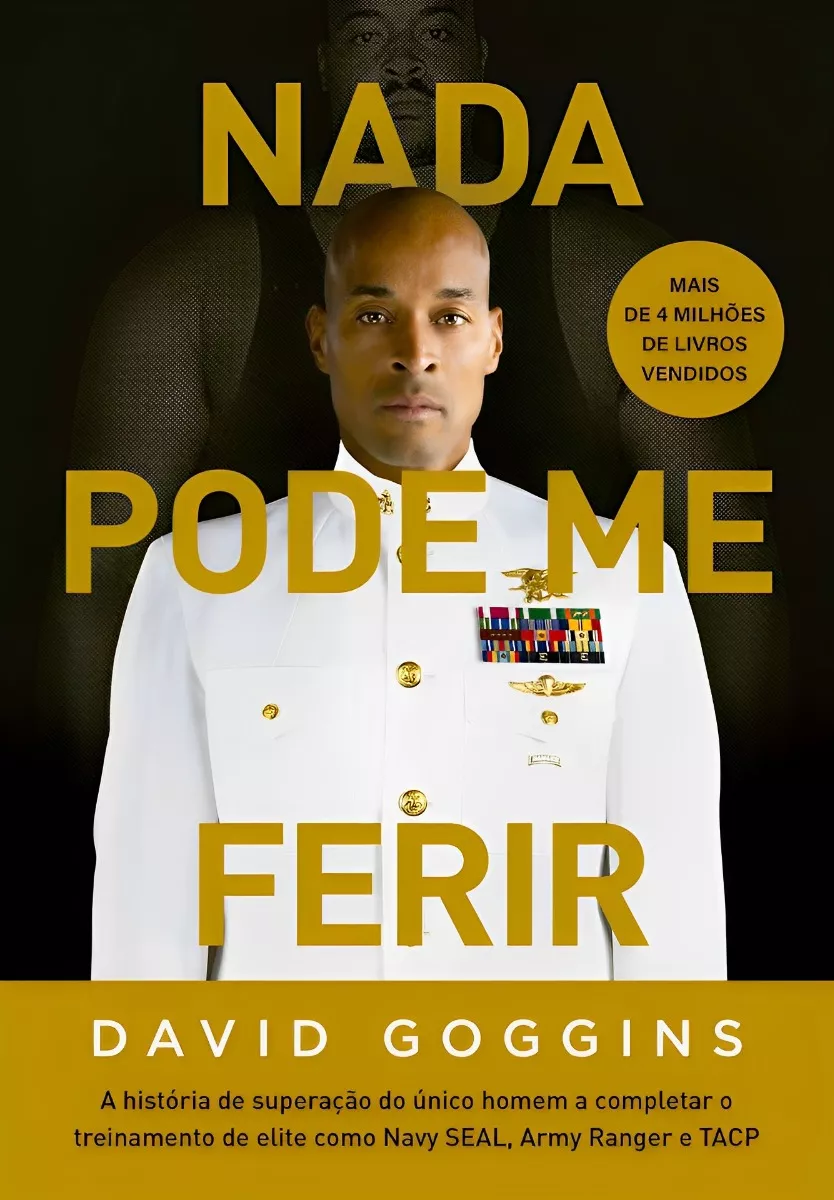 NADA
MAIS
DE 4 MILHÕES
DE LIVROS
VENDIDOS
PODE ME
FERIR
DAVID GOGGINS
A história de superação do único homem a completar o
treinamento de elite como Navy SEAL, Army Ranger e TACP